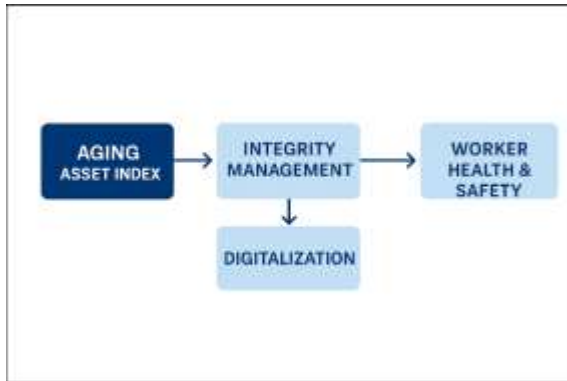 AGING
ASSET INDEX
INTEGRITY
MANAGEMENT
WORKER
HEALTH &
SAFETY
DIGITALIZATION